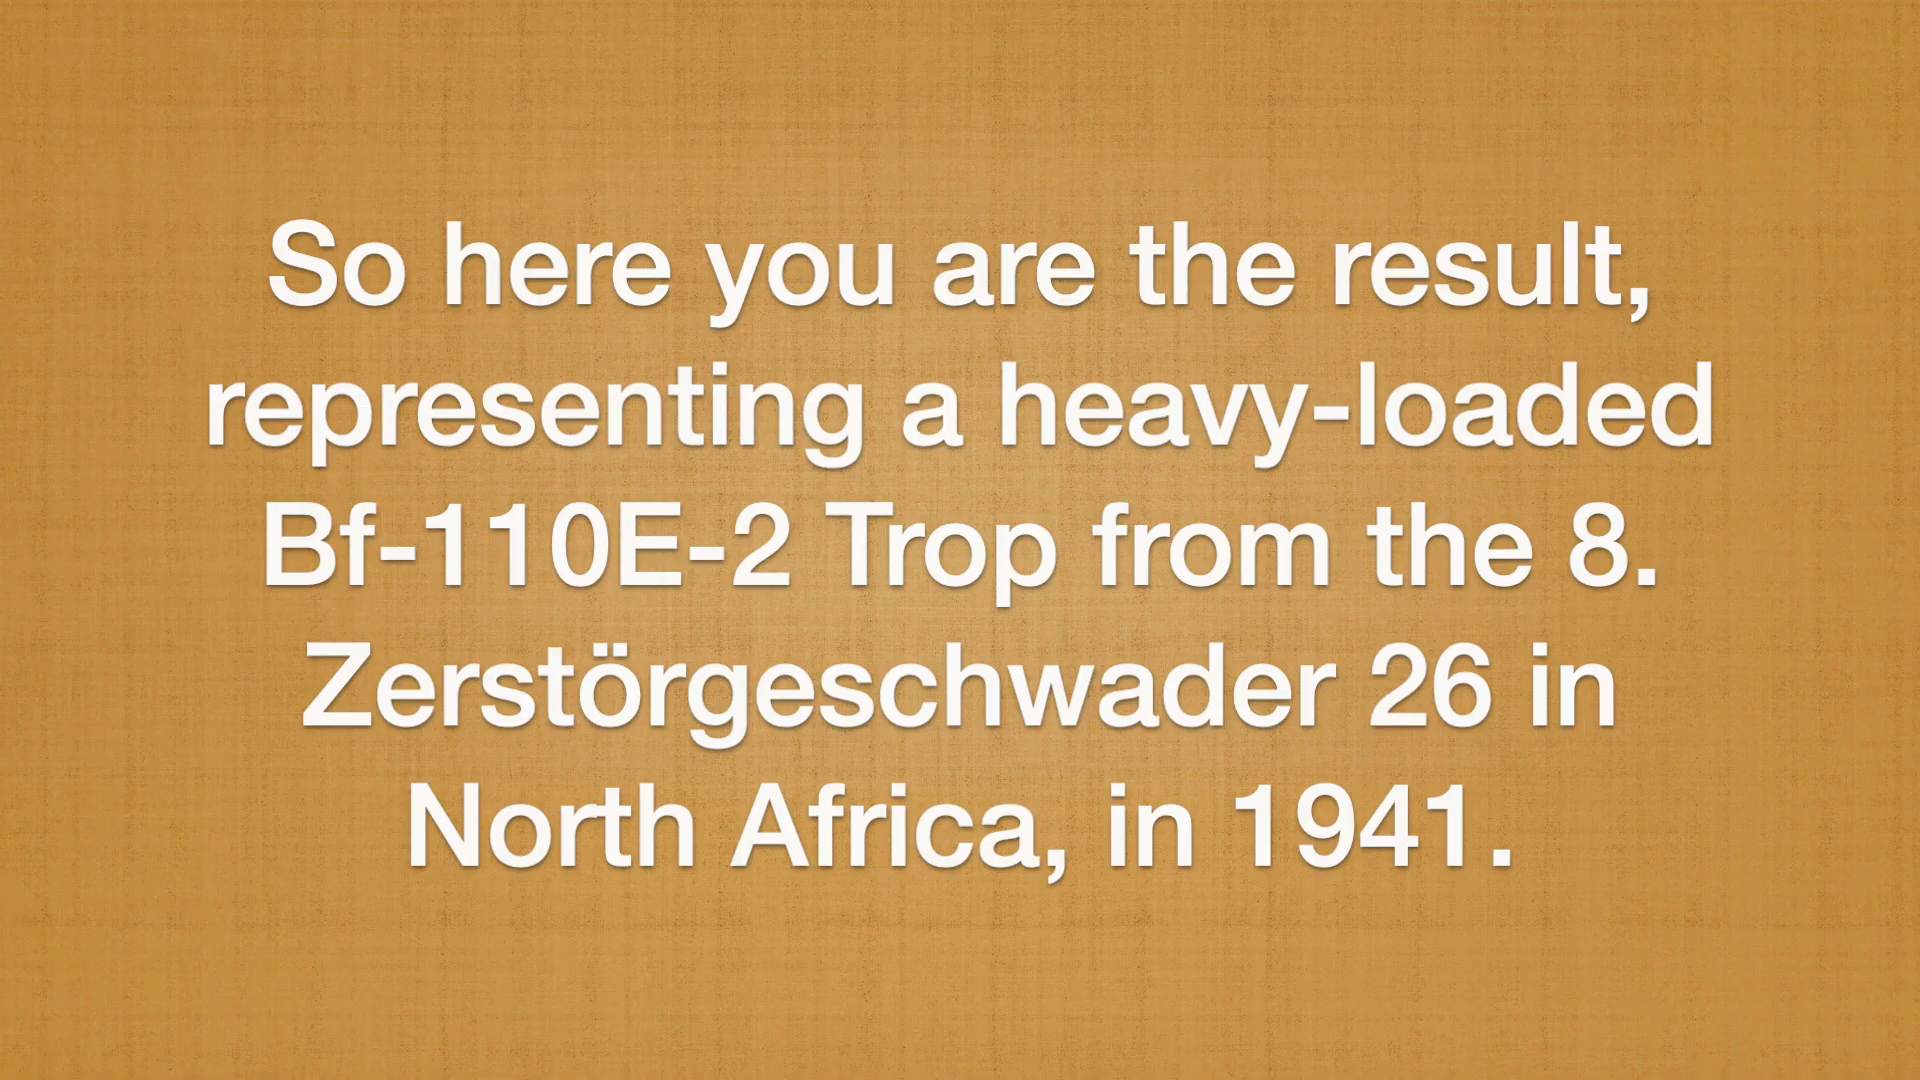 So here you are the result,
representing a heavy-loaded
Bf-110E-2 Trop from the 8.
Zerstörgeschwader 26 in
North Africa, in 1941.